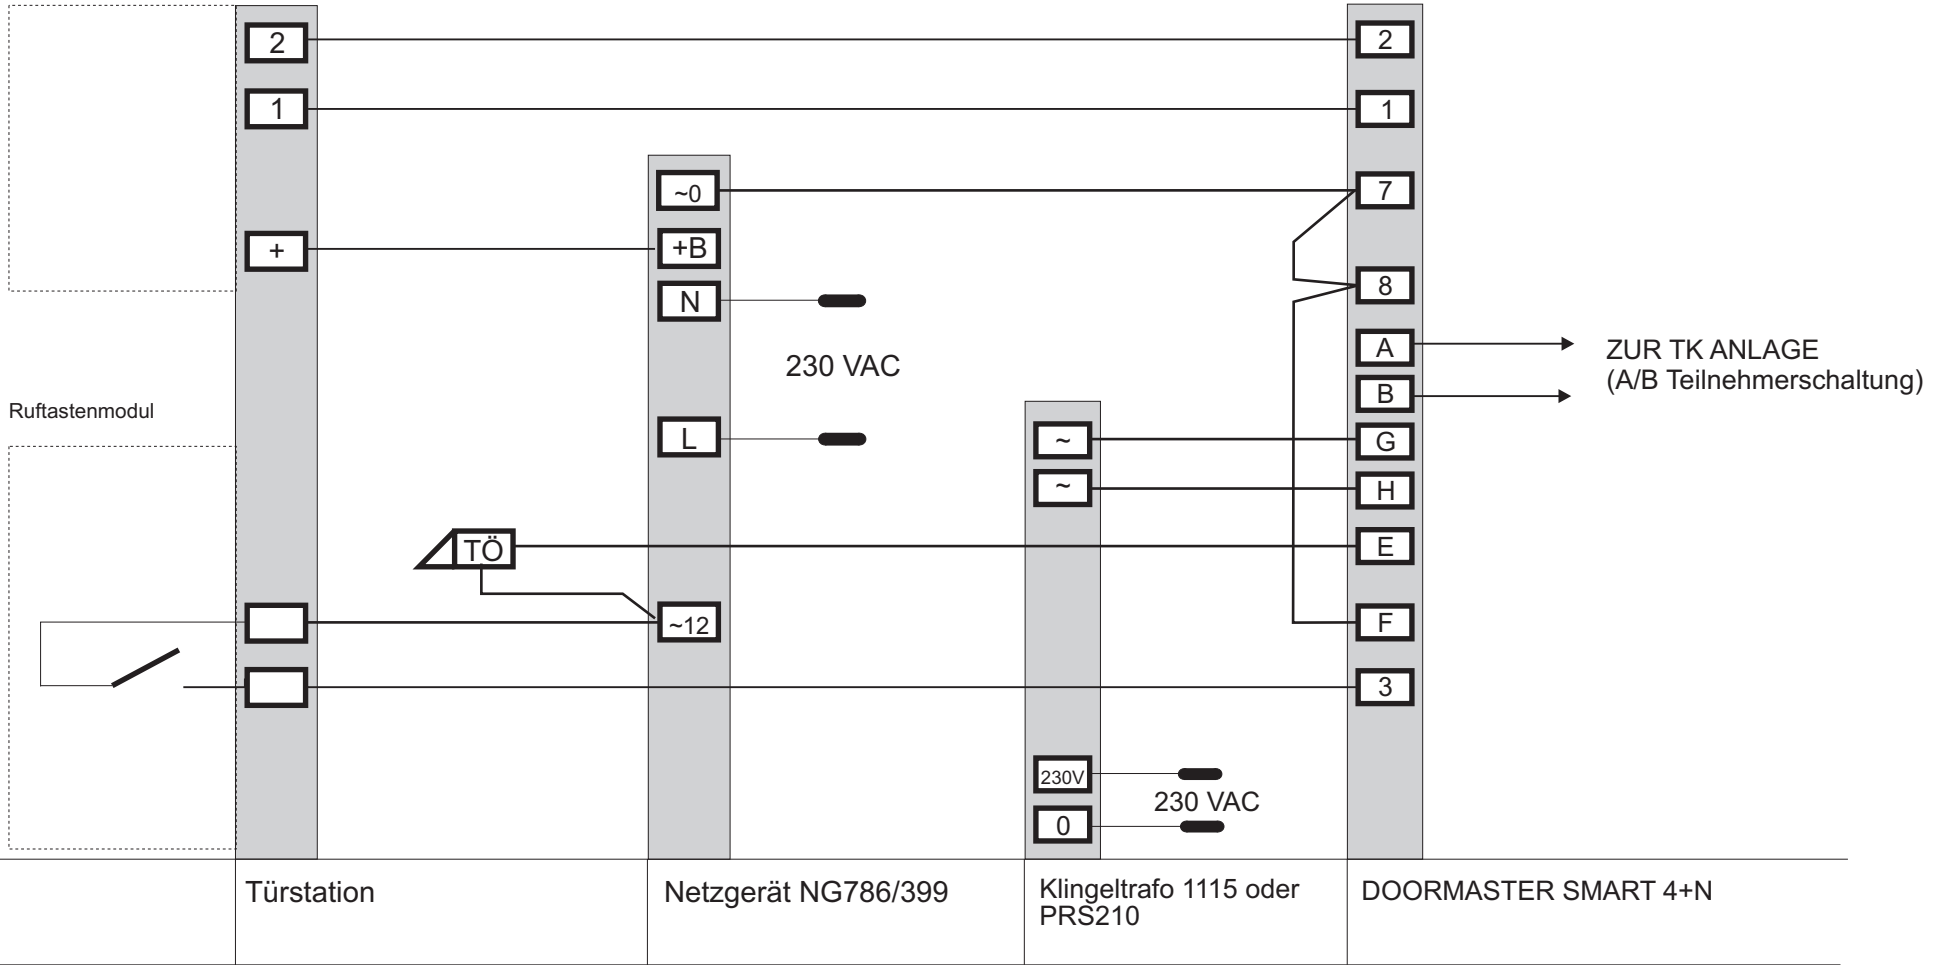 2
2
1
1
~0
7
+
+B
N
8
230 VAC
A
ZUR TK ANLAGE
(A/B Teilnehmerschaltung)
B
Ruftastenmodul
L
~
G
~
H
TÖ
E
~12
F
3
230V
230 VAC
0
Türstation
Netzgerät NG786/399
Klingeltrafo 1115 oder
PRS210
DOORMASTER SMART 4+N